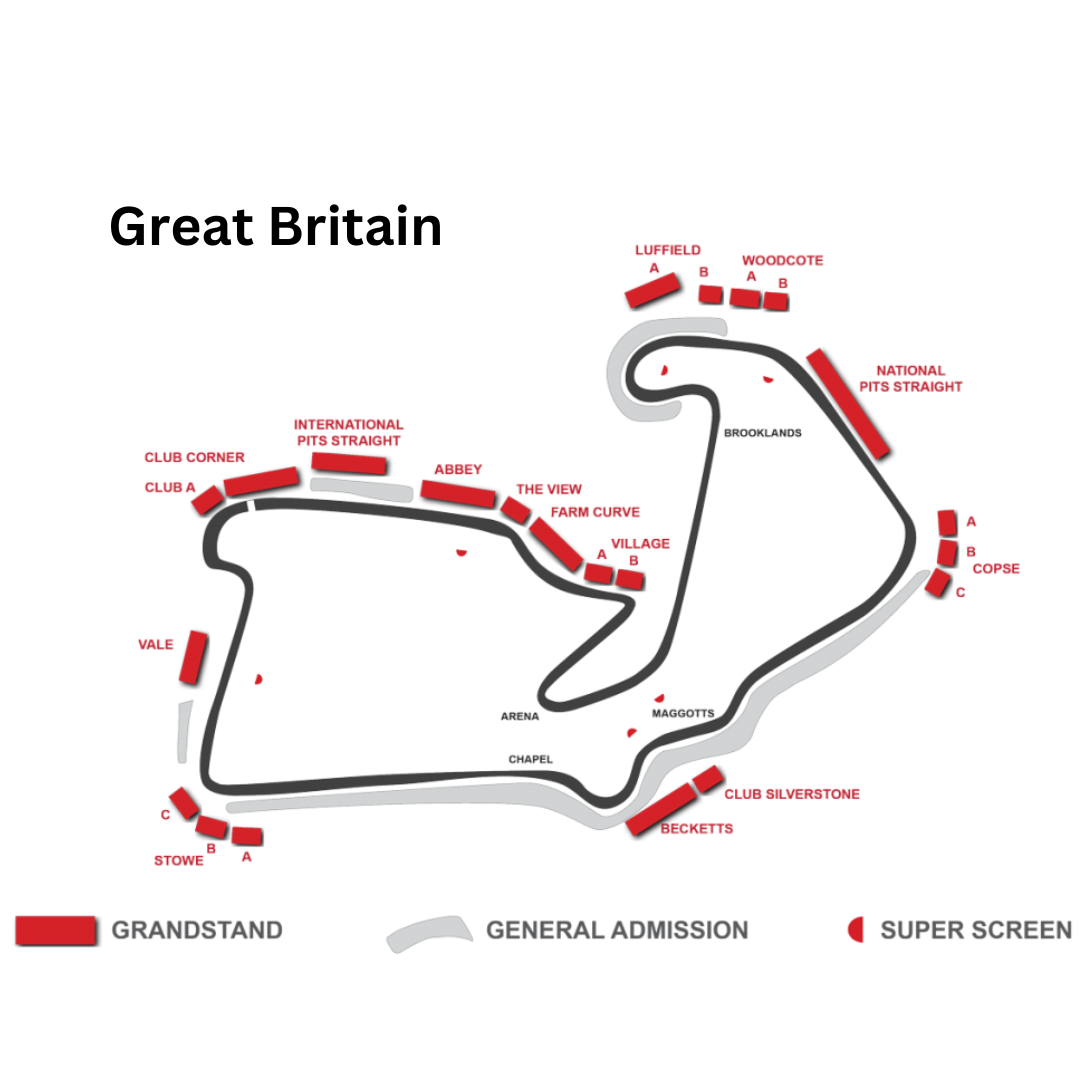 Great Britain
LUFFIELD
A
B
WOODCOTE
A
B
NATIONAL
PITS STRAIGHT
BROOKLANDS
INTERNATIONAL
PITS STRAIGHT
CLUB CORNER
CLUB A
ABBEY
THE VIEW
FARM CURVE
VILLAGE
A
B
A
B
COPSE
C
VALE
ARENA
MAGGOTTS
CHAPEL
CLUB SILVERSTONE
BECKETTS
C
B
A
STOWE
GRANDSTAND
GENERAL ADMISSION
SUPER SCREEN